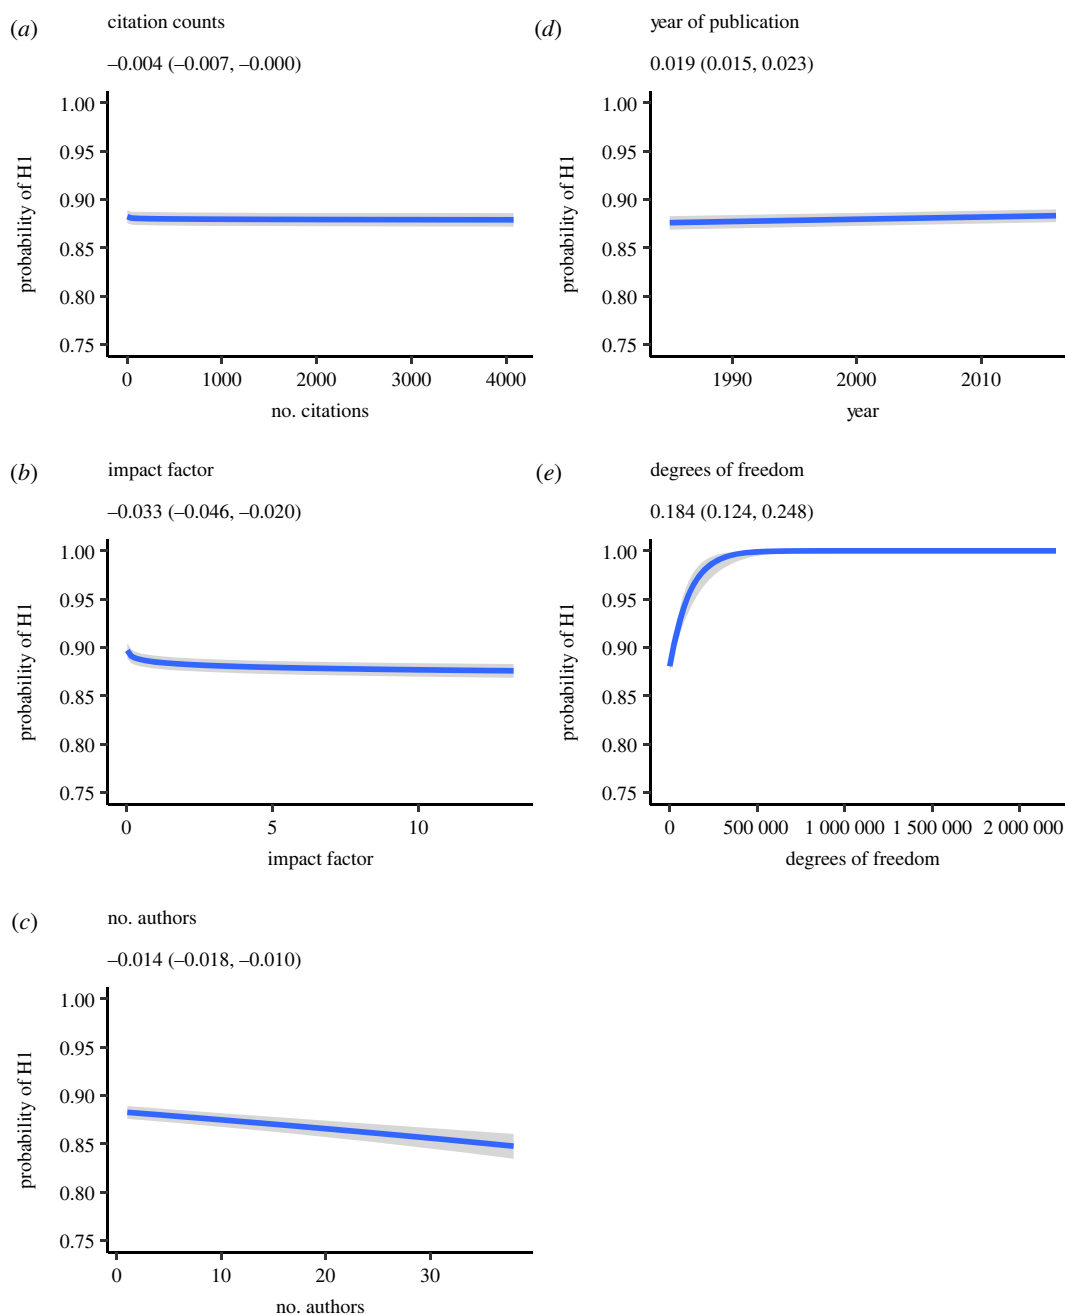 (a)
citation counts
–0.004 (–0.007, –0.000)
1.00
0.95
0.90
0.85
0.80
0.75
probability of H1
0 1000 2000 3000 4000
no. citations
(d)
year of publication
0.019 (0.015, 0.023)
1.00
0.95
0.90
0.85
0.80
0.75
probability of H1
1990 2000 2010
year
(b)
impact factor
–0.033 (–0.046, –0.020)
1.00
0.95
0.90
0.85
0.80
0.75
probability of H1
0 5 10
impact factor
(e)
degrees of freedom
0.184 (0.124, 0.248)
1.00
0.95
0.90
0.85
0.80
0.75
probability of H1
0 500 000 1 000 000 1 500 000 2 000 000
degrees of freedom
(c)
no. authors
–0.014 (–0.018, –0.010)
1.00
0.95
0.90
0.85
0.80
0.75
probability of H1
0 10 20 30
no. authors